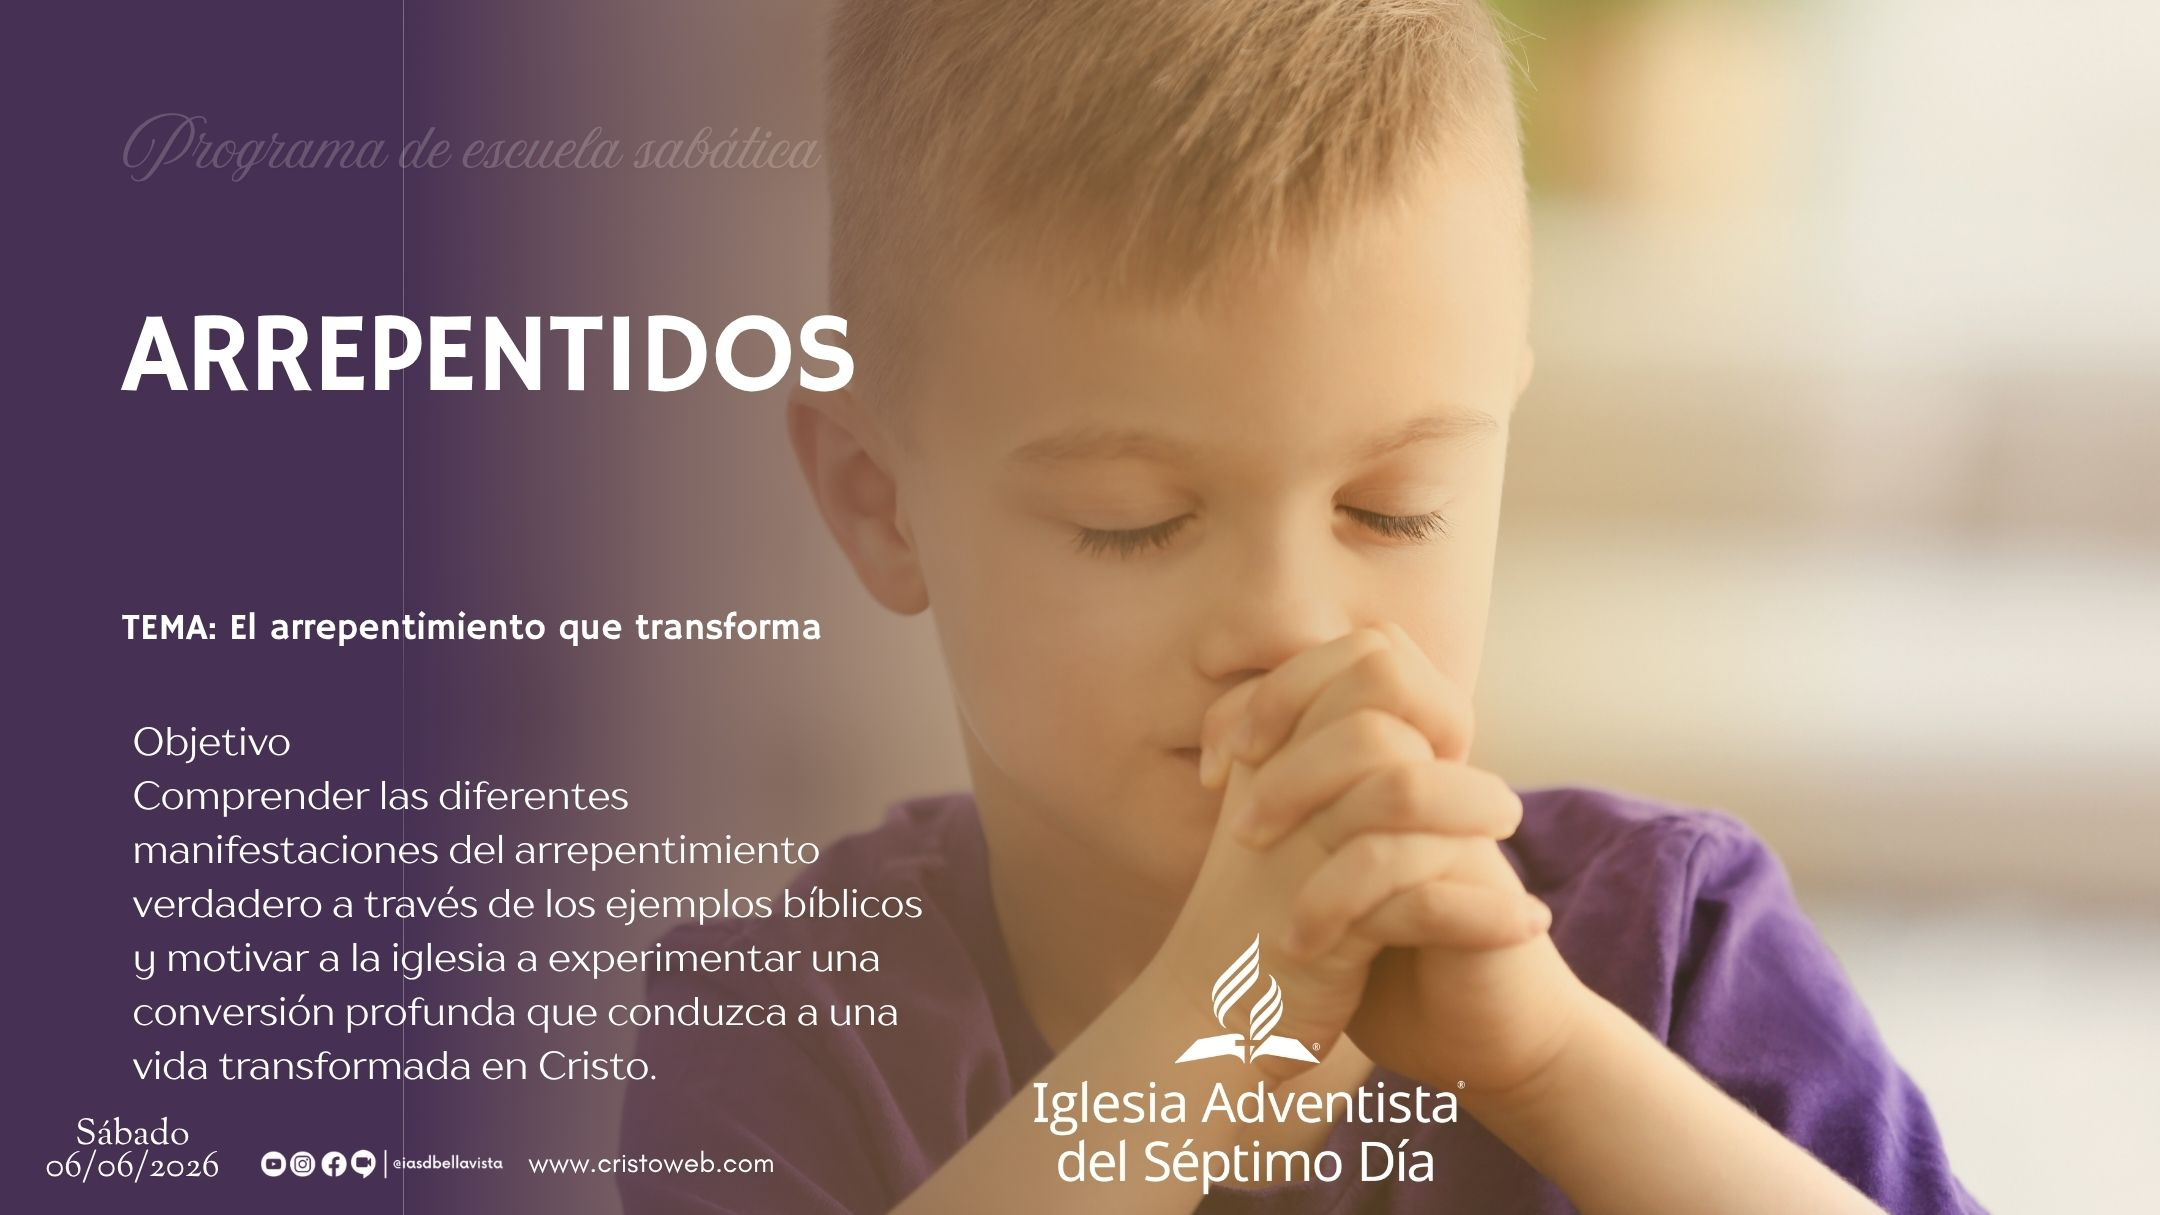 Programa de escuela sabática
ARREPENTIDOS
TEMA: El arrepentimiento que transforma
Objetivo
Comprender las diferentes
manifestaciones del arrepentimiento
verdadero a través de los ejemplos bíblicos
y motivar a la iglesia a experimentar una
conversión profunda que conduzca a una
vida transformada en Cristo.
Sábado
06/06/2026
@iasdbellavista
www.cristoweb.com
Iglesia Adventista®
del Séptimo Día